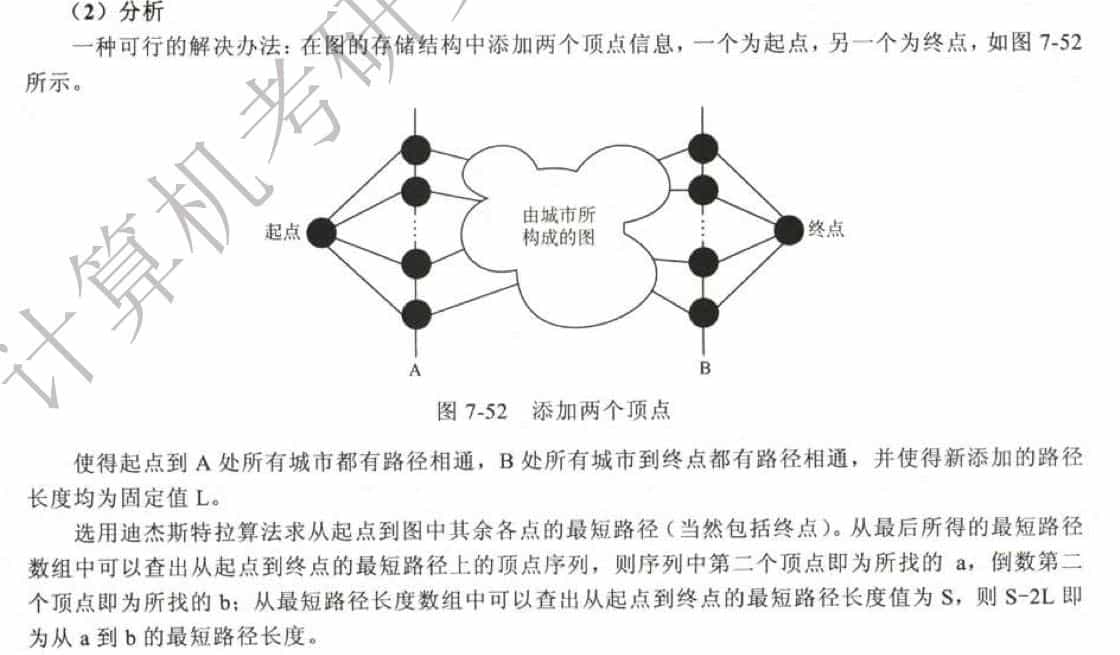 （2）分析
一种可行的解决办法：在图的存储结构中添加两个顶点信息，一个为起点，另一个为终点，如图 7-52
所示。
起点
由城市所
构成的图
终点
A
B
图 7-52 添加两个顶点
使得起点到 A 处所有城市都有路径相通，B 处所有城市到终点都有路径相通，并使得新添加的路径
长度均为固定值 L。
选用迪杰斯特拉算法求从起点到图中其余各点的最短路径（当然包括终点）。从最后所得的最短路径
数组中可以查出从起点到终点的最短路径上的顶点序列，则序列中第二个顶点即为所找的 a，倒数第二
个顶点即为所找的 b；从最短路径长度数组中可以查出从起点到终点的最短路径长度值为 S，则 S-2L 即
为从 a 到 b 的最短路径长度。
计算机考研